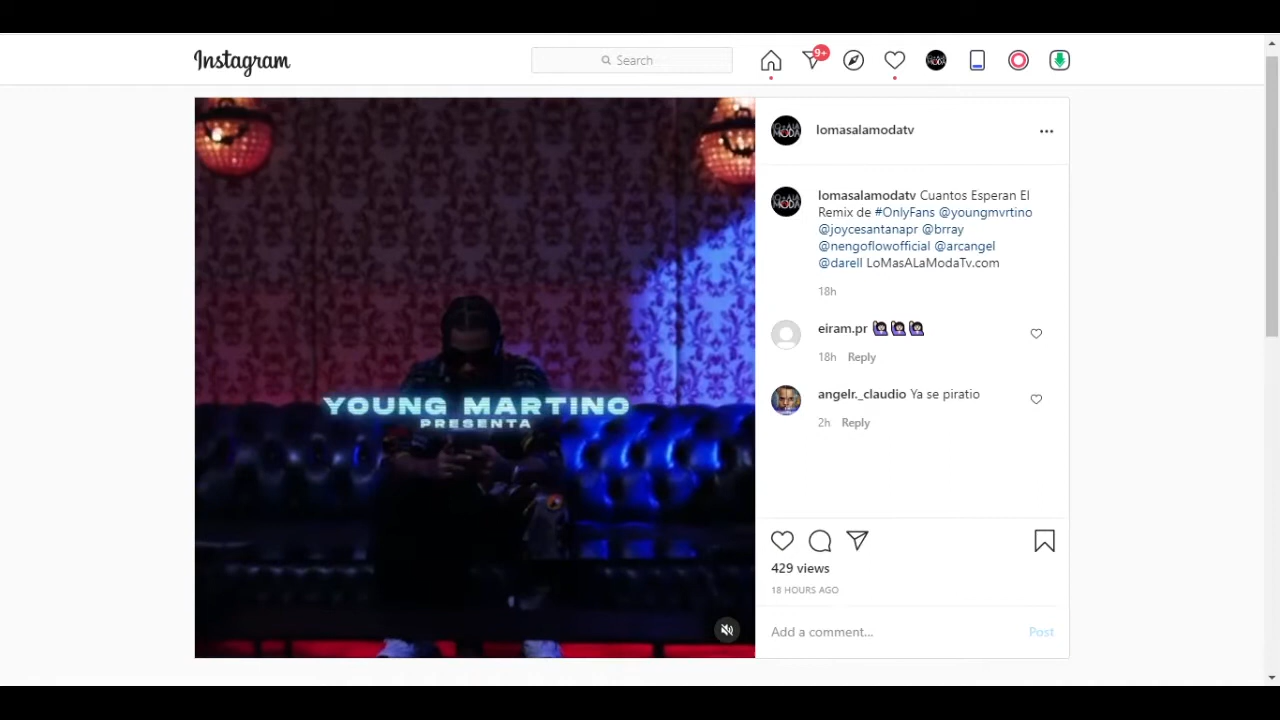 Instagram
Search
9+
lomasalamodatv
lomasalamodatv Cuantos Esperan El
Remix de #OnlyFans @youngmvrtino
@joycesantanapr @brray
@nengoflowofficial @arcangel
@darell LoMasALaModaTv.com
18h
eiram.pr 🙋🏻‍♀️🙋🏻‍♀️🙋🏻‍♀️
18h Reply
angelr._claudio Ya se piratio
2h Reply
YOUNG MARTINO
PRESENTA
429 views
18 HOURS AGO
Add a comment... Post